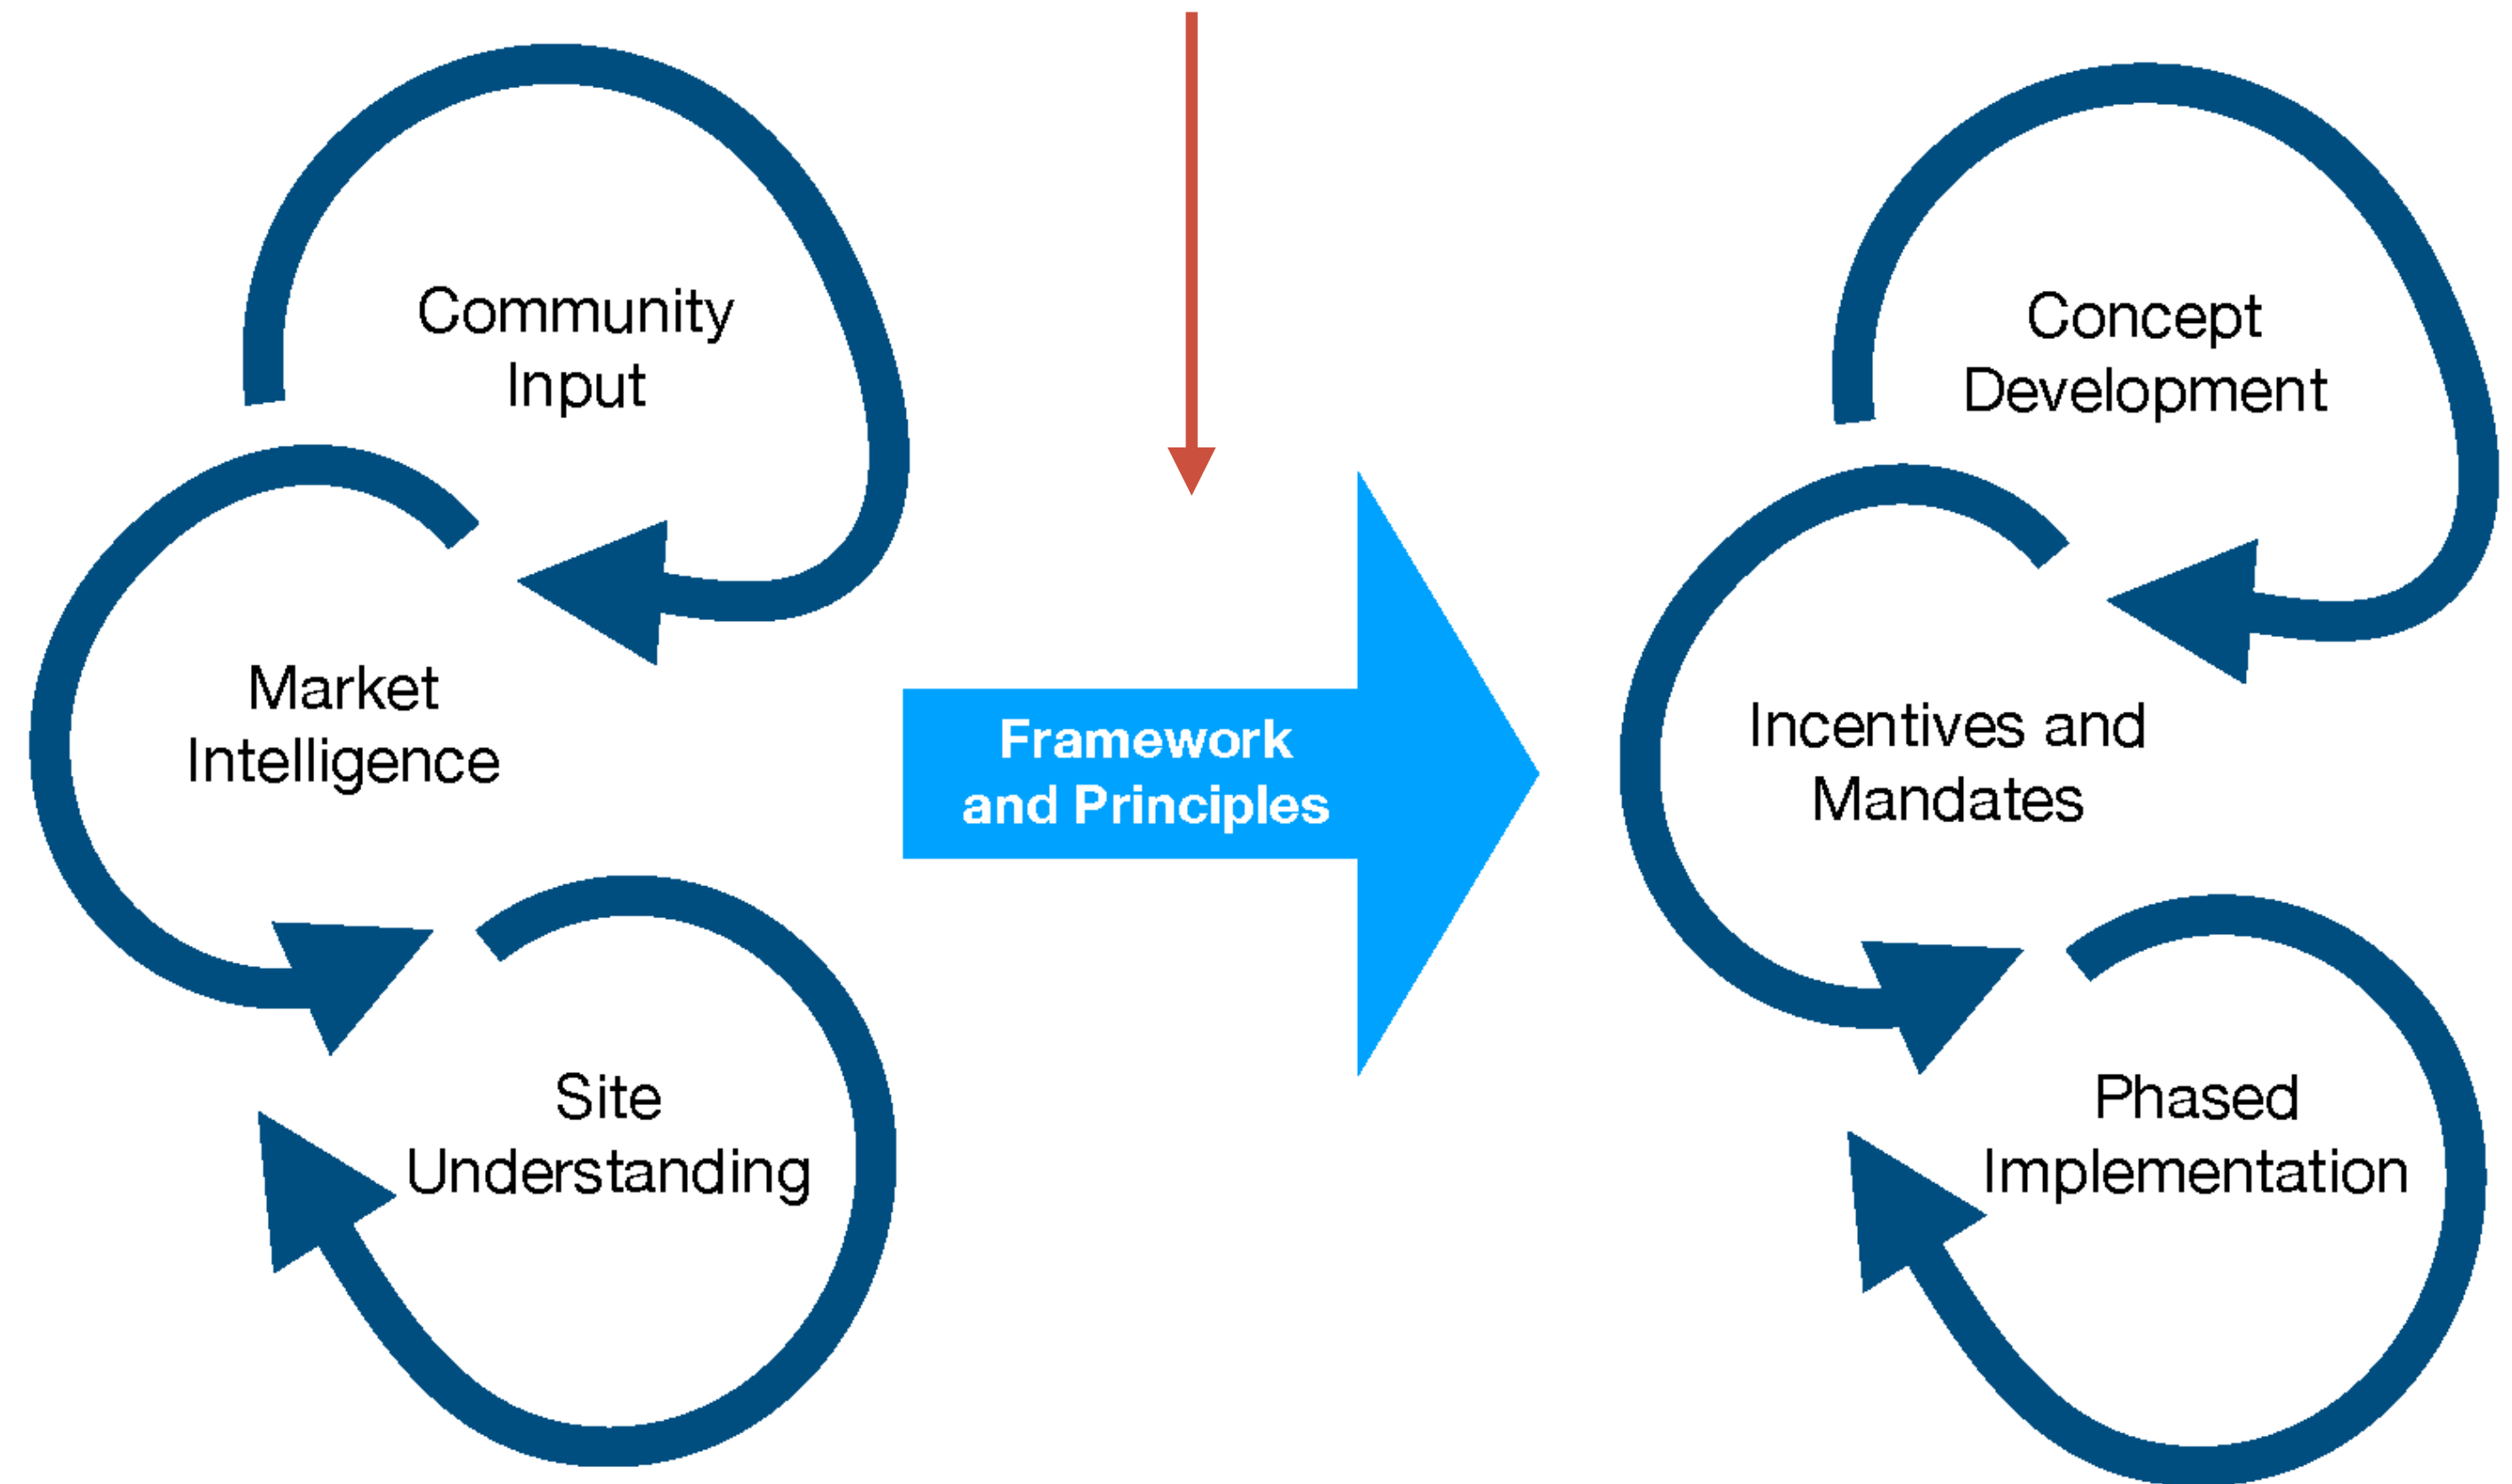 Community
Input
Market
Intelligence
Site
Understanding
Framework
and Principles
Concept
Development
Incentives and
Mandates
Phased
Implementation